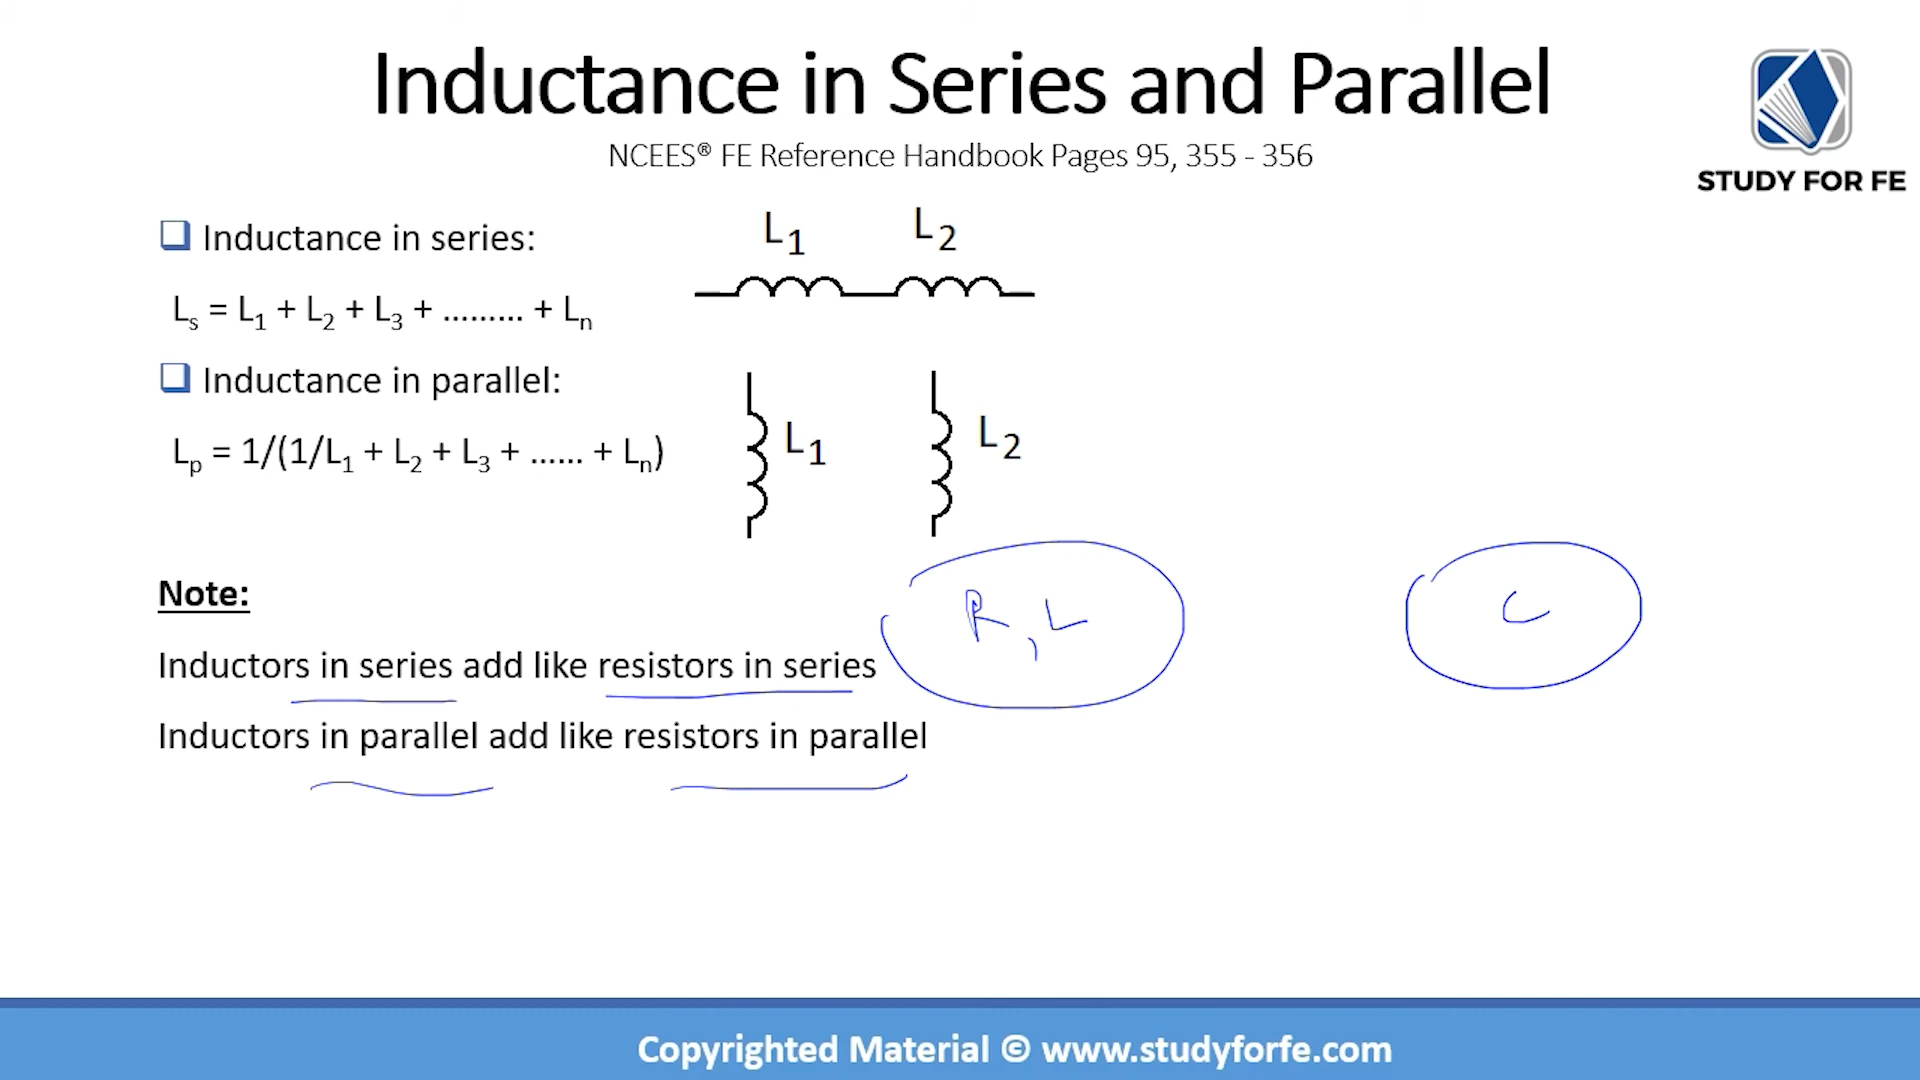 Inductance in Series and Parallel
NCEES® FE Reference Handbook Pages 95, 355 - 356
STUDY FOR FE
Inductance in series:
L₁ L₂
Lₛ = L₁ + L₂ + L₃ + ......... + Lₙ
Inductance in parallel:
Lₚ = 1/(1/L₁ + L₂ + L₃ + ...... + Lₙ)
L₁ L₂
Note:
R, L
C
Inductors in series add like resistors in series
Inductors in parallel add like resistors in parallel
Copyrighted Material © www.studyforfe.com